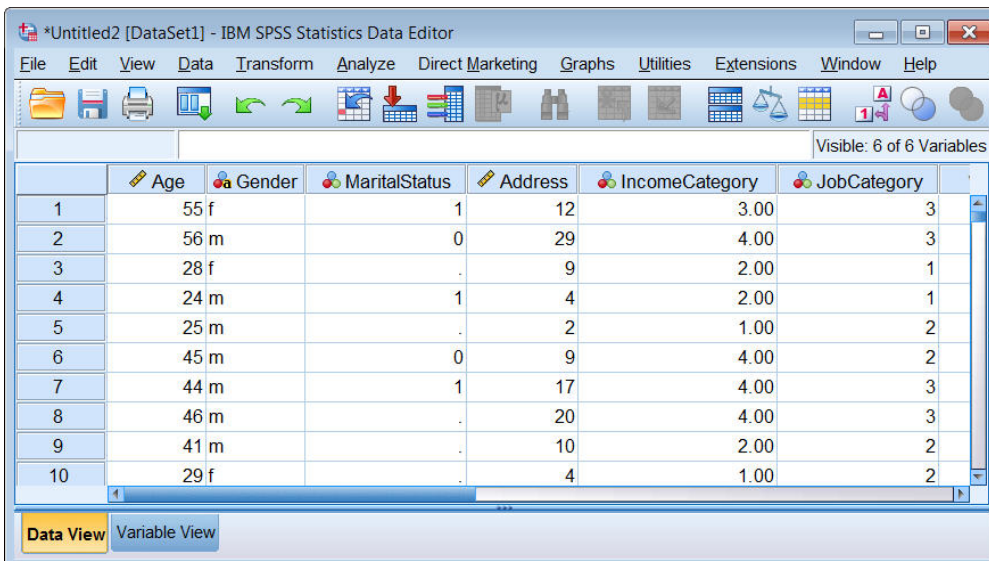 *Untitled2 [DataSet1] - IBM SPSS Statistics Data Editor
File Edit View Data Transform Analyze Direct Marketing Graphs Utilities Extensions Window Help
Visible: 6 of 6 Variables
Age Gender MaritalStatus Address IncomeCategory JobCategory
1 55 f 1 12 3.00 3
2 56 m 0 29 4.00 3
3 28 f . 9 2.00 1
4 24 m 1 4 2.00 1
5 25 m . 2 1.00 2
6 45 m 0 9 4.00 2
7 44 m 1 17 4.00 3
8 46 m . 20 4.00 3
9 41 m . 10 2.00 2
10 29 f . 4 1.00 2
Data View Variable View